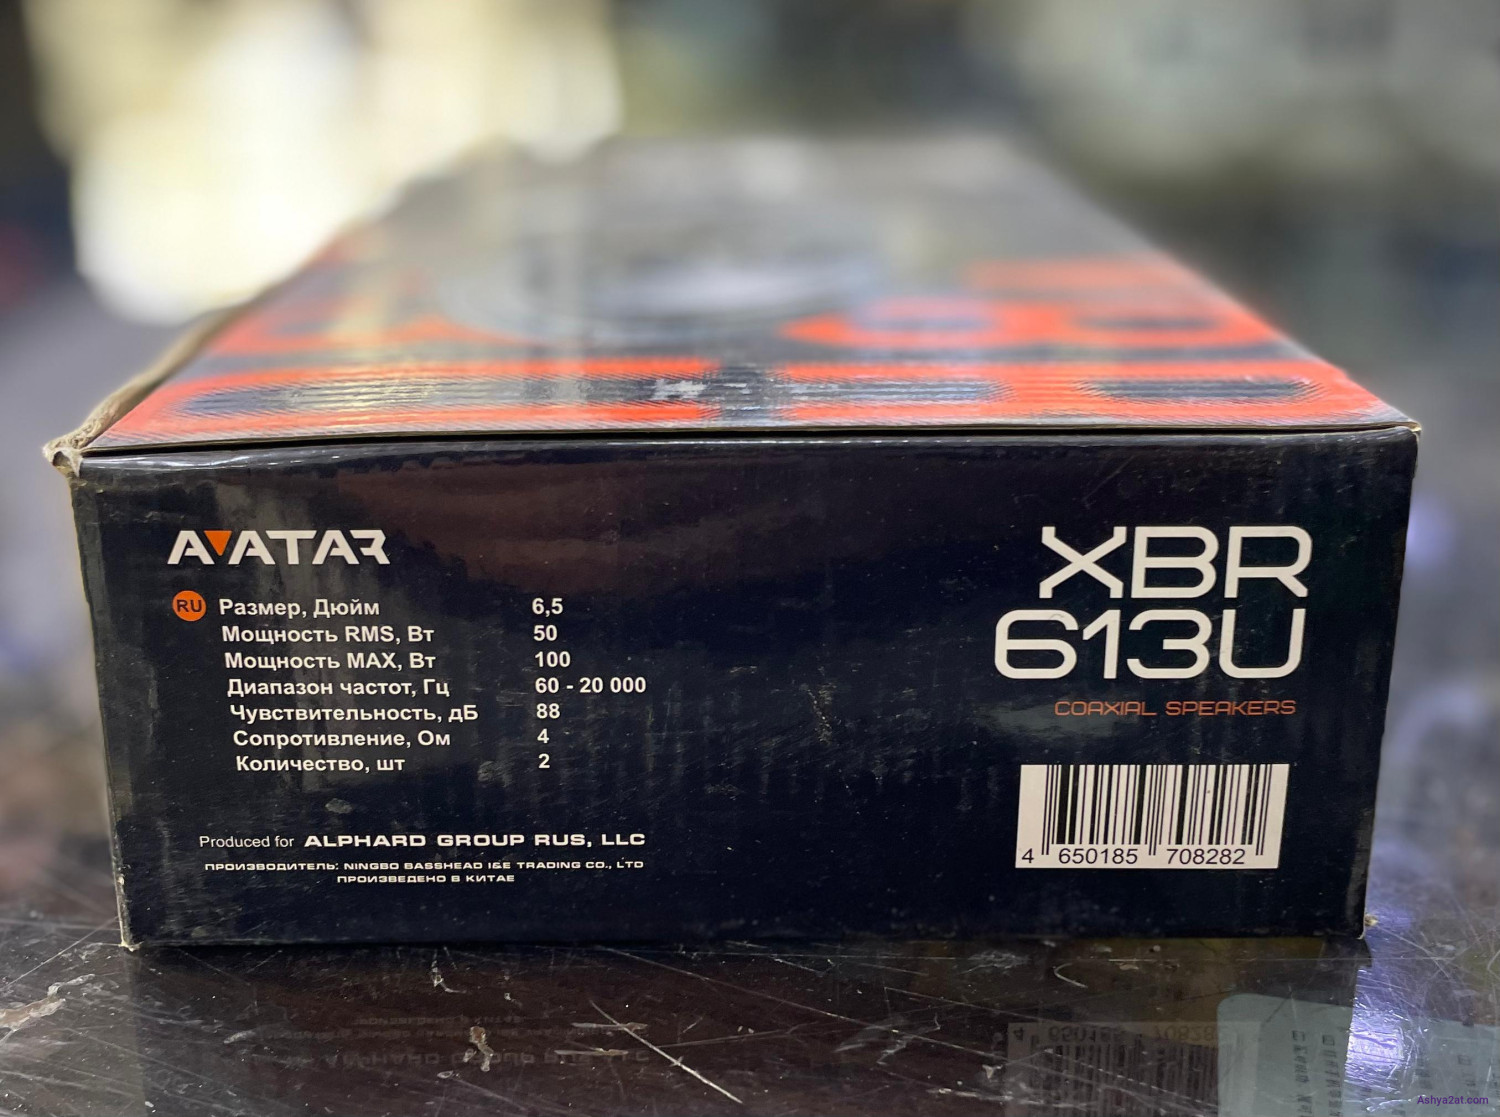 AVATAR
RU Размер, Дюйм 6,5
Мощность RMS, Вт 50
Мощность MAX, Вт 100
Диапазон частот, Гц 60 - 20 000
Чувствительность, дБ 88
Сопротивление, Ом 4
Количество, шт 2
Produced for ALPHARD GROUP RUS, LLC
ПРОИЗВОДИТЕЛЬ: NINGBO BASSHEAD I&E TRADING CO., LTD
ПРОИЗВЕДЕНО В КИТАЕ
XBR
613U
COAXIAL SPEAKERS
4 650185 708282
Ashya2at.com